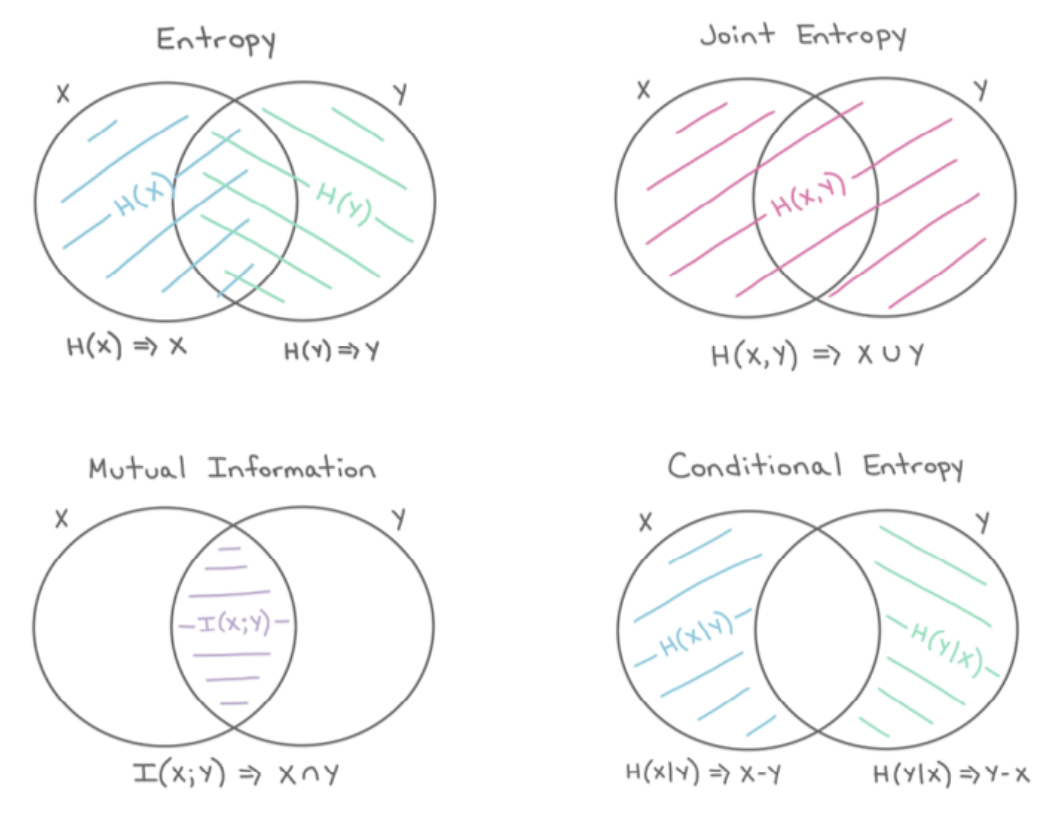 Entropy
X
Y
H(X)
H(Y)
H(X) ⇒ X
H(Y) ⇒ Y
Joint Entropy
X
Y
H(X,Y)
H(X,Y) ⇒ X ∪ Y
Mutual Information
X
Y
I(X;Y)
I(X;Y) ⇒ X ∩ Y
Conditional Entropy
X
Y
H(X|Y)
H(Y|X)
H(X|Y) ⇒ X-Y
H(Y|X) ⇒ Y-X